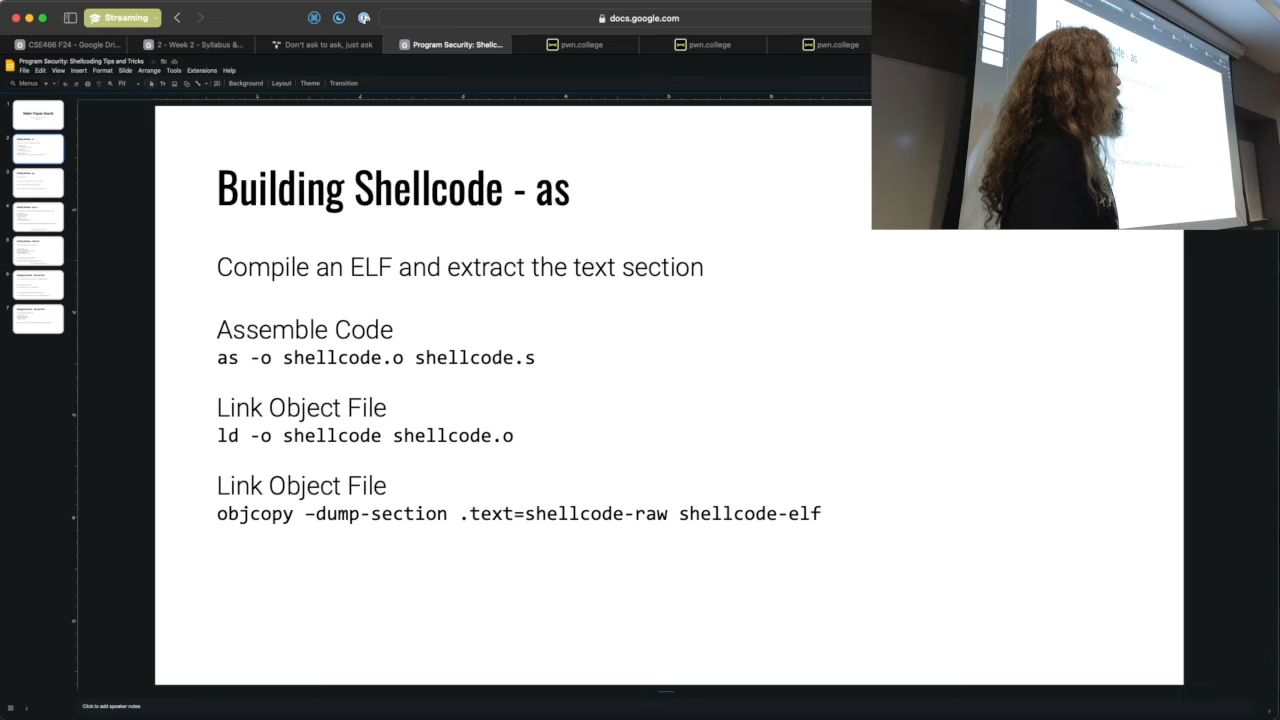 Streaming
docs.google.com
CSE466 F24 - Google Dri...
2 - Week 2 - Syllabus &...
Don't ask to ask, just ask
Program Security: Shellc...
pwn.college
pwn.college
pwn.college
Program Security: Shellcoding Tips and Tricks
File Edit View Insert Format Slide Arrange Tools Extensions Help
Menus
Fit
Background Layout Theme Transition
Building Shellcode - as
Compile an ELF and extract the text section
Assemble Code
as -o shellcode.o shellcode.s
Link Object File
ld -o shellcode shellcode.o
Link Object File
objcopy –dump-section .text=shellcode-raw shellcode-elf
Click to add speaker notes